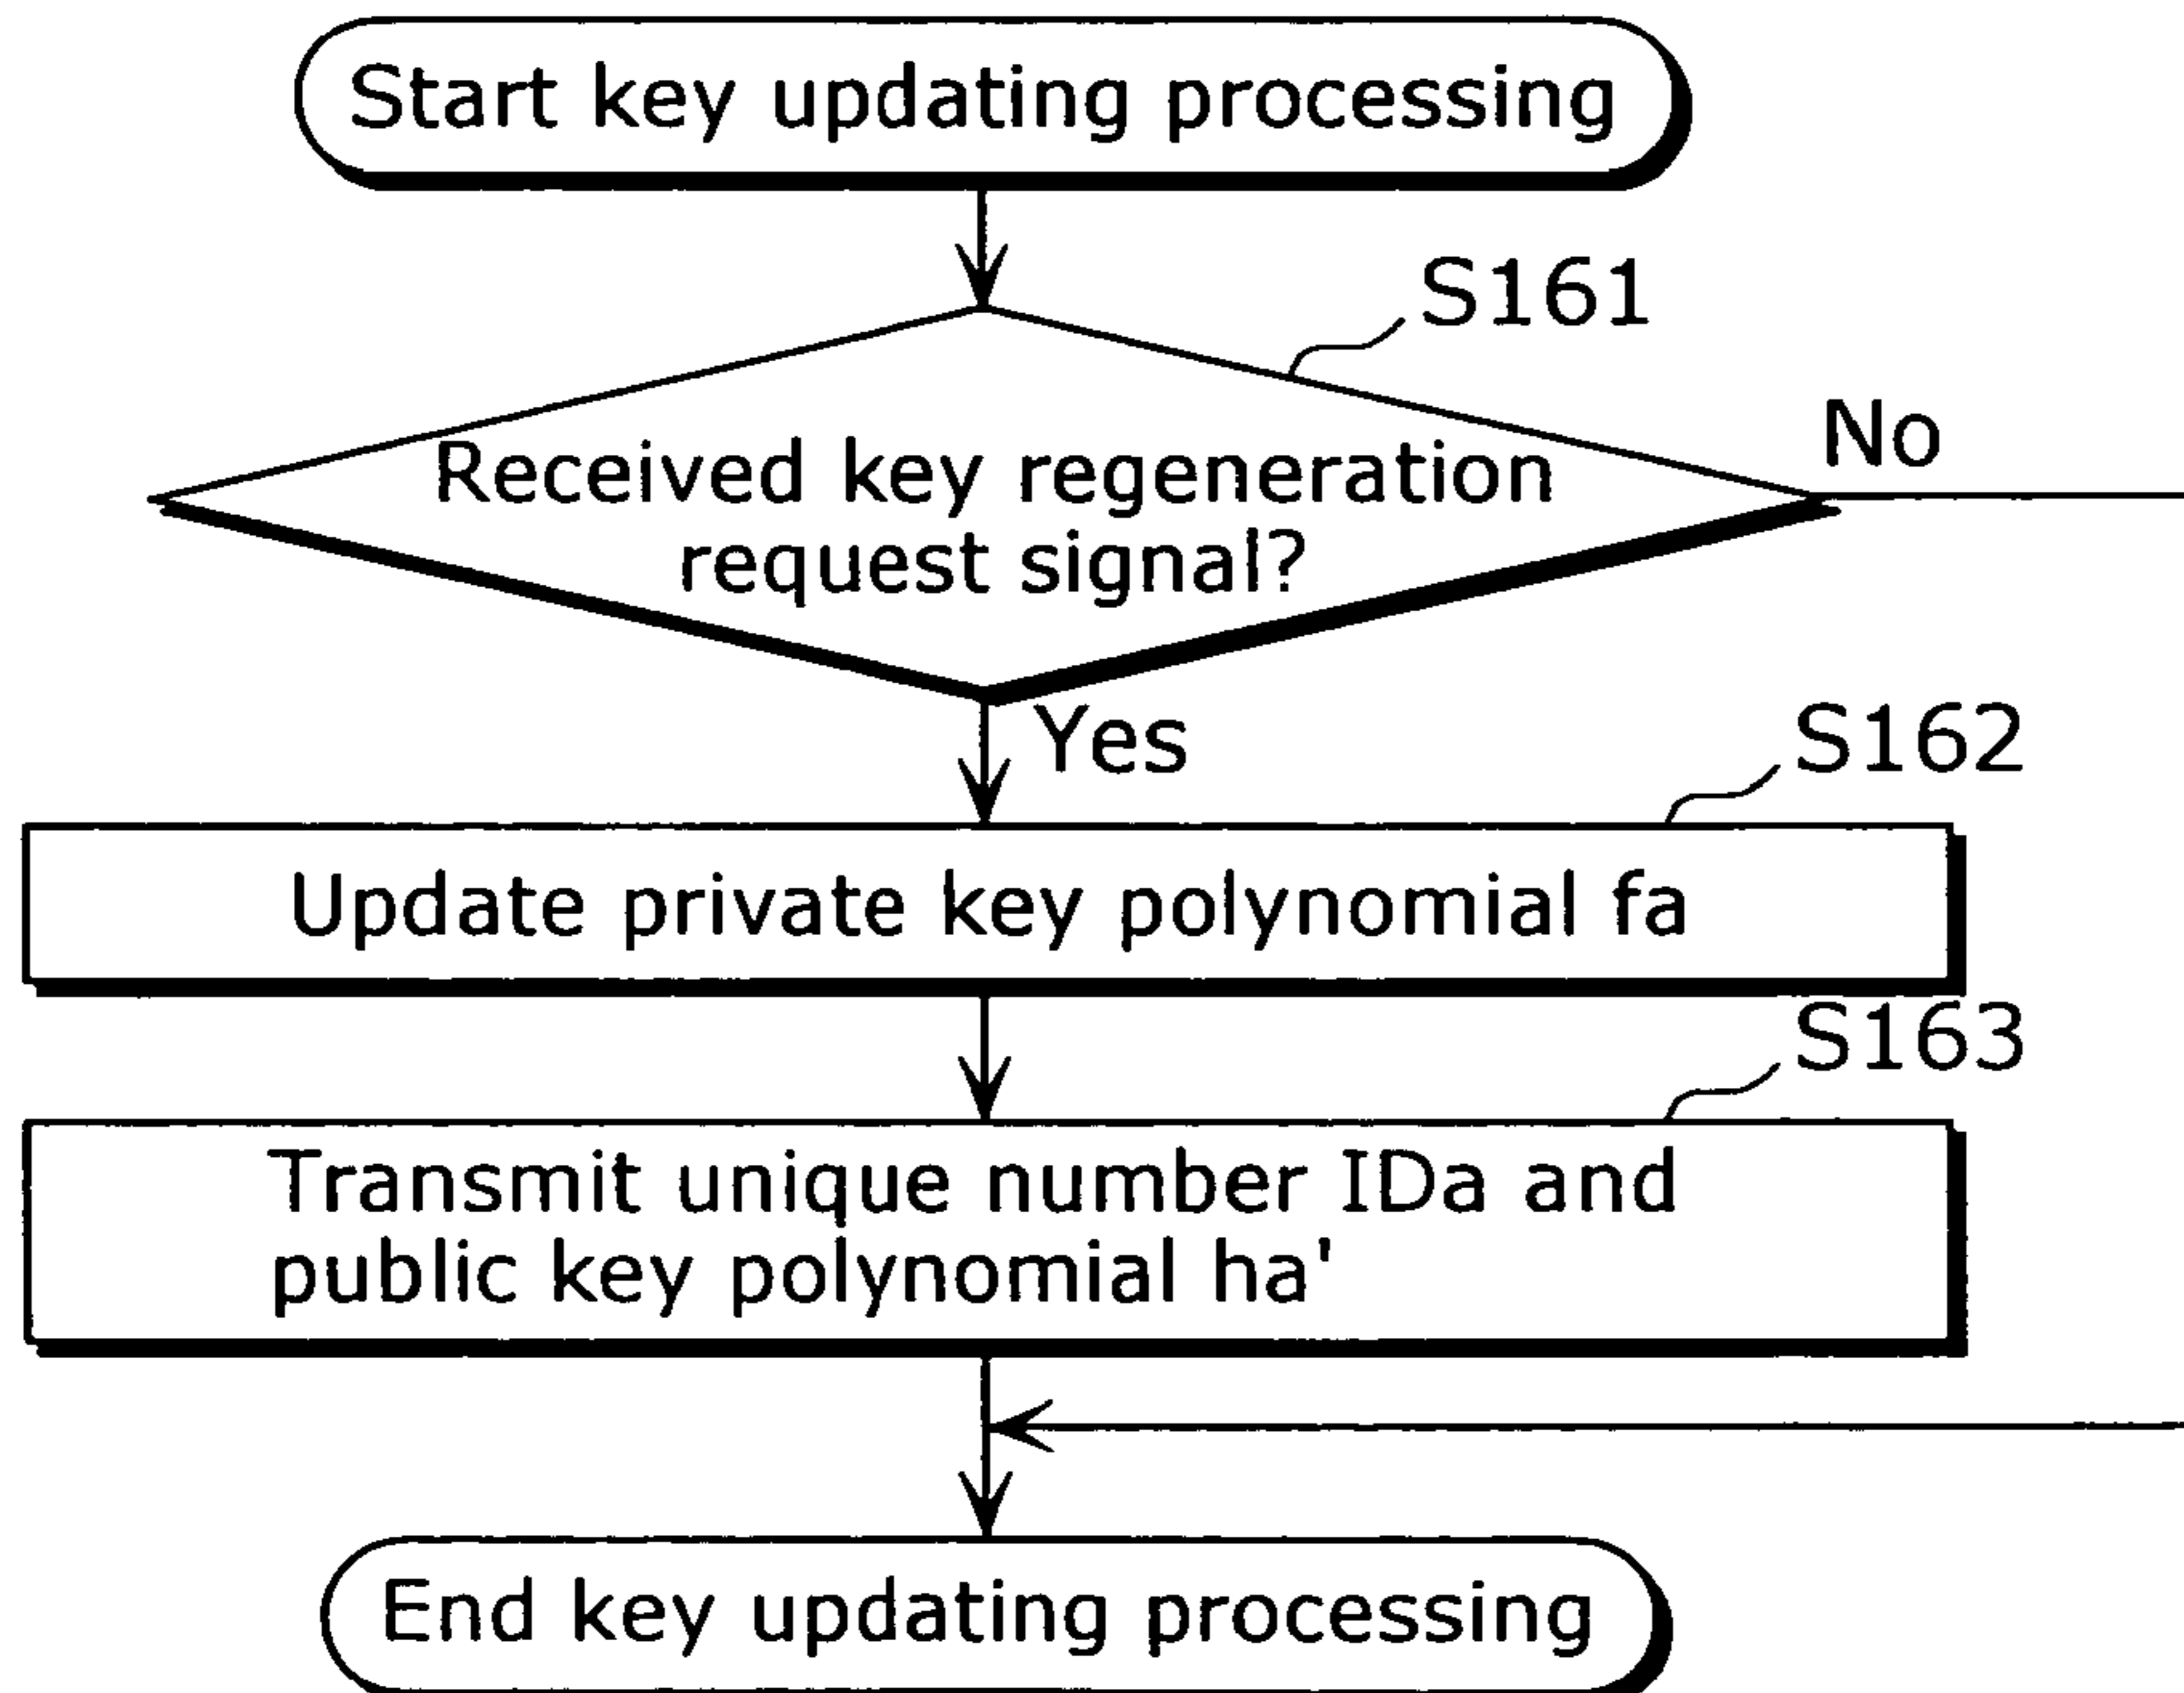 Start key updating processing
S161
No
Received key regeneration
request signal?
Yes
S162
Update private key polynomial fa
S163
Transmit unique number IDa and
public key polynomial ha'
End key updating processing